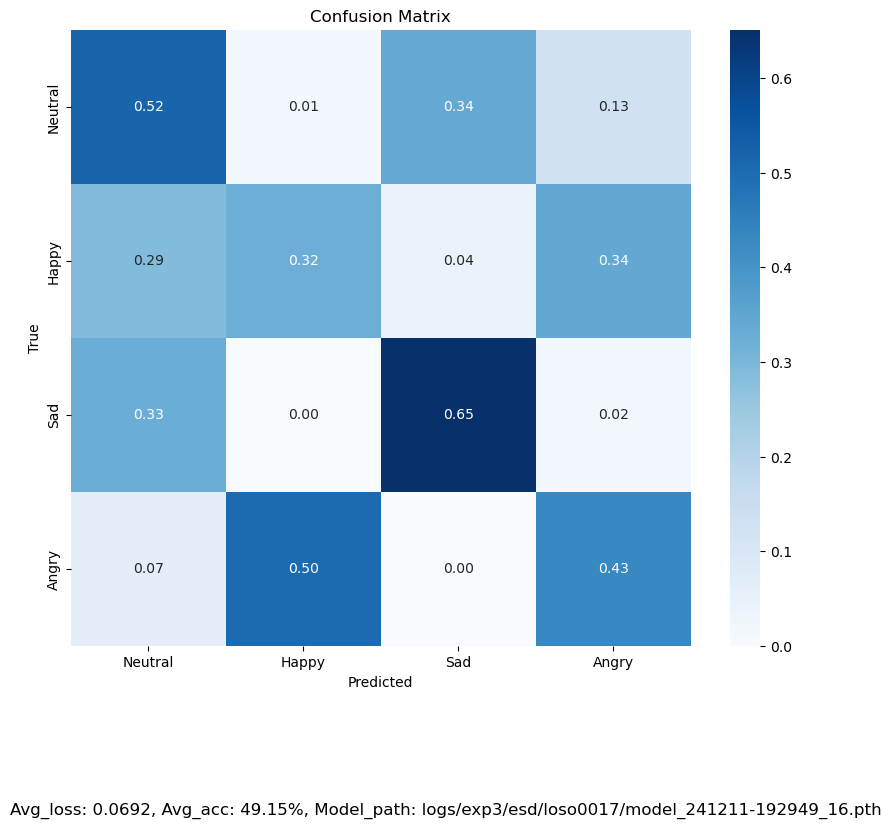 Confusion Matrix
Neutral 0.52 0.01 0.34 0.13
Happy 0.29 0.32 0.04 0.34
Sad 0.33 0.00 0.65 0.02
Angry 0.07 0.50 0.00 0.43
True
Neutral Happy Sad Angry
Predicted
0.6
0.5
0.4
0.3
0.2
0.1
0.0
Avg_loss: 0.0692, Avg_acc: 49.15%, Model_path: logs/exp3/esd/loso0017/model_241211-192949_16.pth